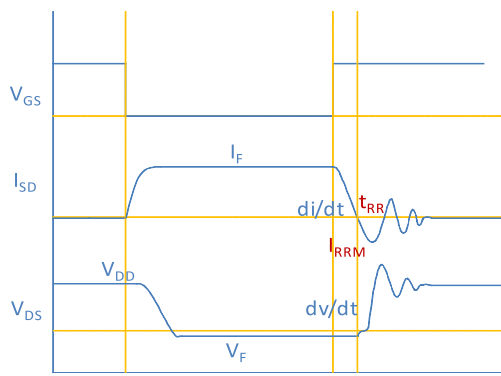 V_GS
I_F
I_SD
t_RR
di/dt
I_RRM
V_DD
V_DS
dv/dt
V_F